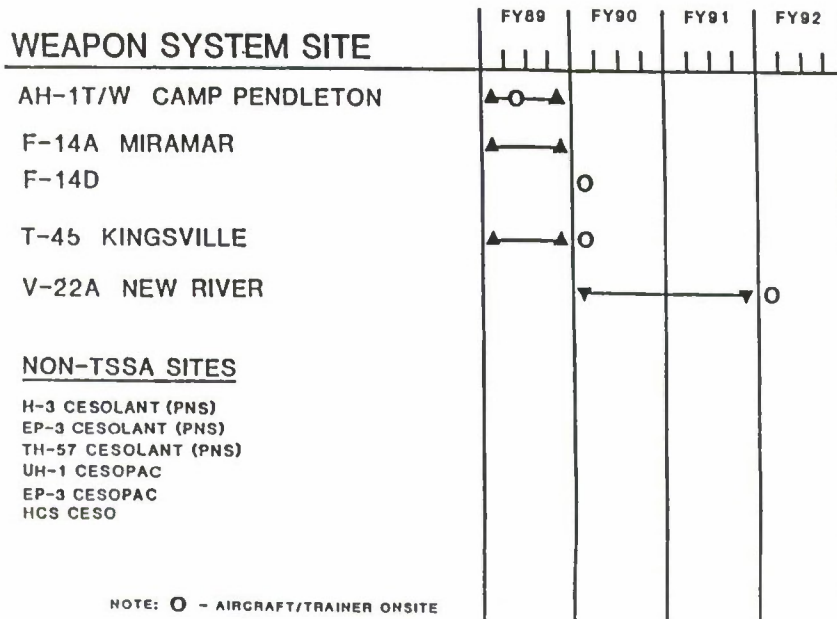 FY89 FY90 FY91 FY92
WEAPON SYSTEM SITE
AH-1T/W CAMP PENDLETON
F-14A MIRAMAR
F-14D
T-45 KINGSVILLE
V-22A NEW RIVER
NON-TSSA SITES
H-3 CESOLANT (PNS)
EP-3 CESOLANT (PNS)
TH-57 CESOLANT (PNS)
UH-1 CESOPAC
EP-3 CESOPAC
HCS CESO
NOTE: O - AIRCRAFT/TRAINER ONSITE